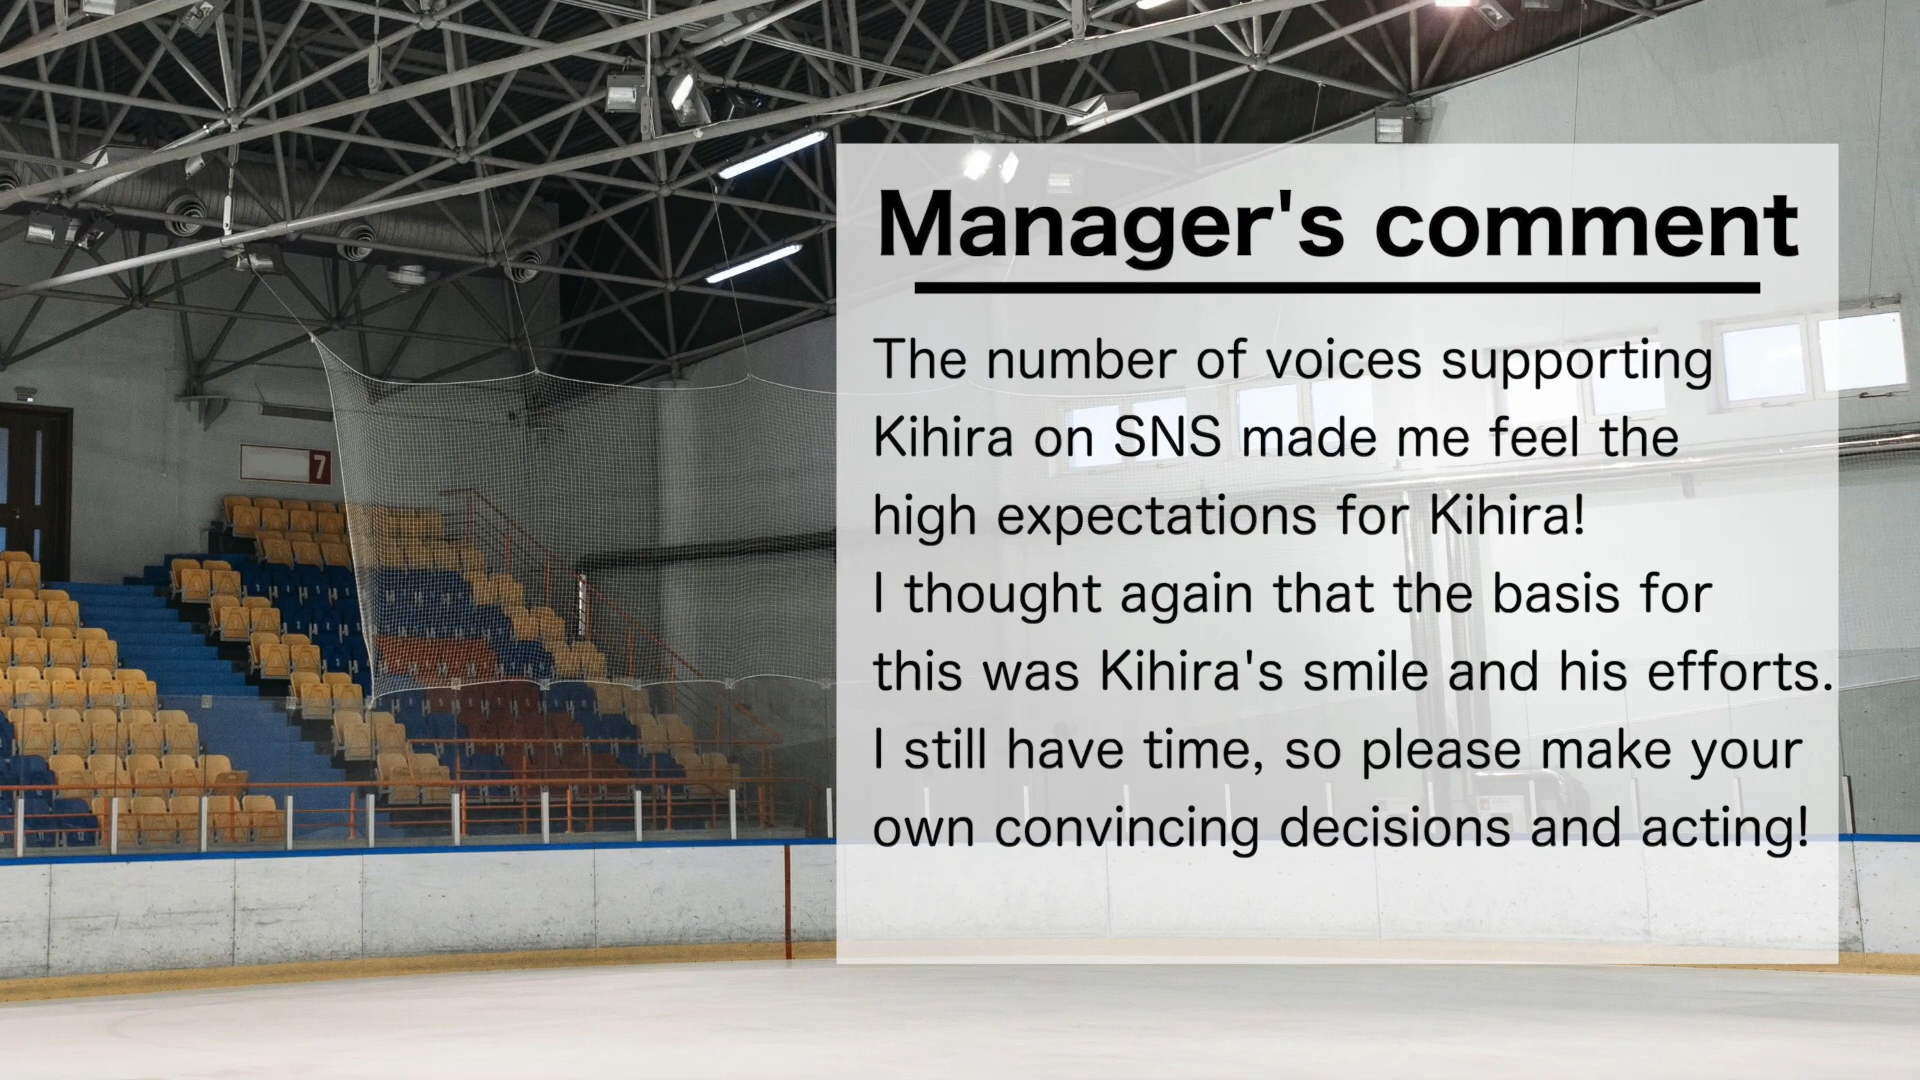 Manager's comment
The number of voices supporting
Kihira on SNS made me feel the
high expectations for Kihira!
I thought again that the basis for
this was Kihira's smile and his efforts.
I still have time, so please make your
own convincing decisions and acting!
7